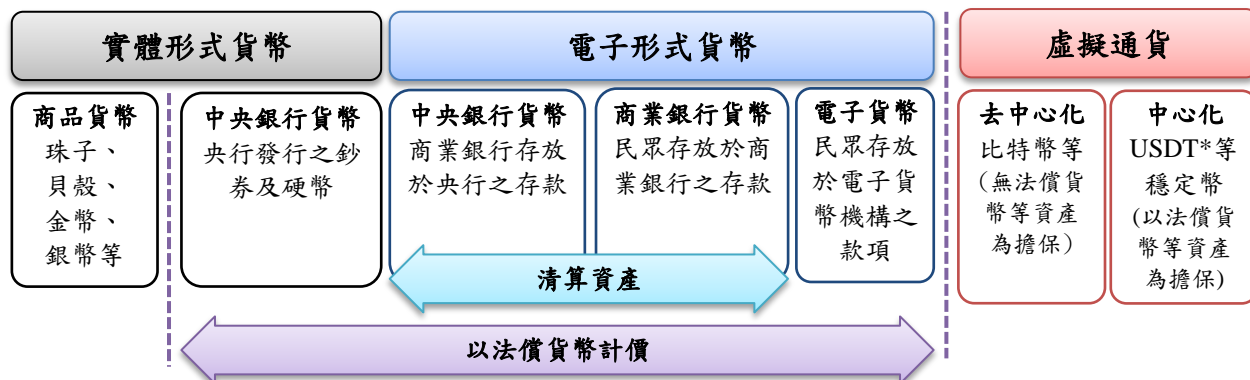 實體形式貨幣
電子形式貨幣
虛擬通貨
商品貨幣
珠子、
貝殼、
金幣、
銀幣等
中央銀行貨幣
央行發行之鈔
券及硬幣
中央銀行貨幣
商業銀行存放
於央行之存款
商業銀行貨幣
民眾存放於商
業銀行之存款
電子貨幣
民眾存放
於電子貨
幣機構之
款項
去中心化
比特幣等
（無法償貨
幣等資產
為擔保）
中心化
USDT*等
穩定幣
(以法償貨
幣等資產
為擔保)
清算資產
以法償貨幣計價